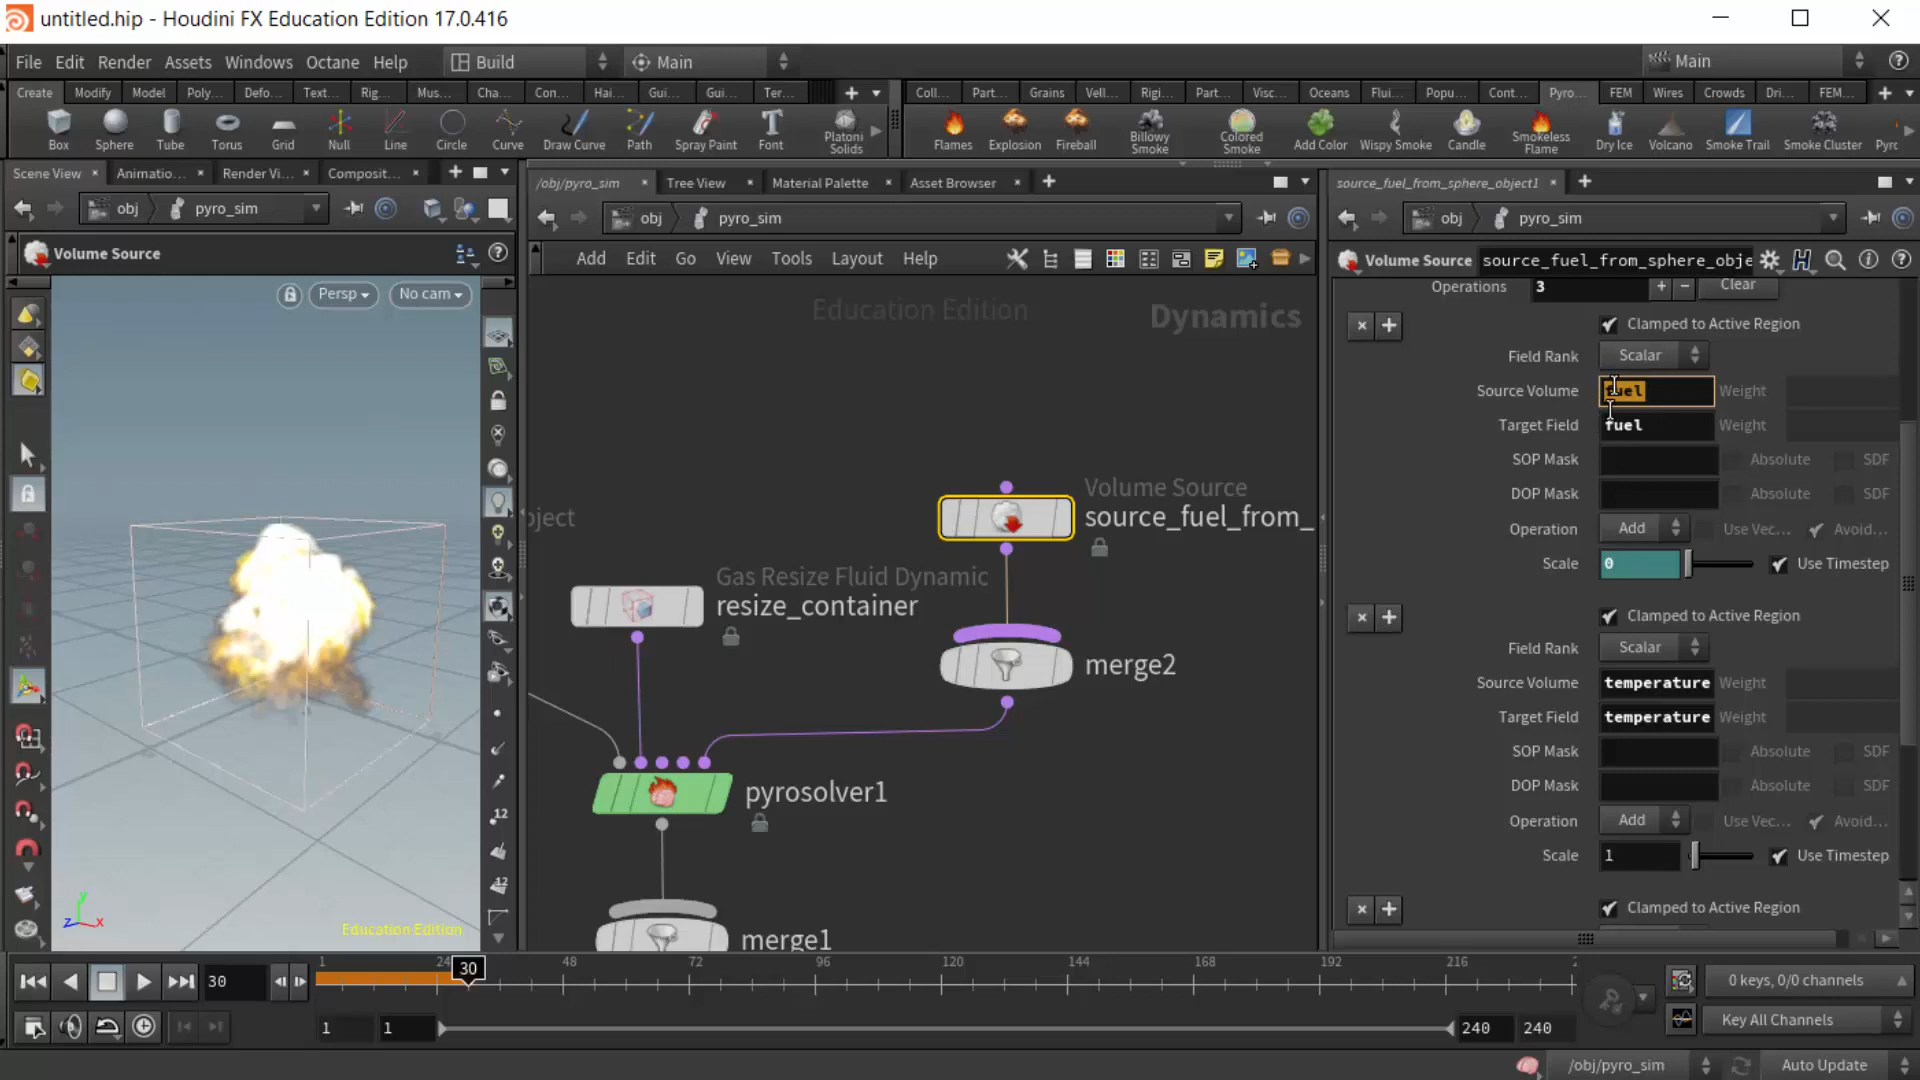 untitled.hip - Houdini FX Education Edition 17.0.416
File Edit Render Assets Windows Octane Help
Build
Main
Main
Create Modify Model Poly... Defo... Text... Rig... Mus... Cha... Con... Hai... Gui... Gui... Ter...
Coll... Part... Grains Vell... Rigi... Part... Visc... Oceans Flui... Popu... Cont... Pyro... FEM Wires Crowds Dri... FEM...
Box Sphere Tube Torus Grid Null Line Circle Curve Draw Curve Path Spray Paint Font Platoni Solids
Flames Explosion Fireball Billowy Smoke Colored Smoke Add Color Wispy Smoke Candle Smokeless Flame Dry Ice Volcano Smoke Trail Smoke Cluster Pyrc
Scene View Animatio... Render Vi... Composit...
/obj/pyro_sim Tree View Material Palette Asset Browser
source_fuel_from_sphere_object1
obj pyro_sim
obj pyro_sim
obj pyro_sim
Volume Source
Add Edit Go View Tools Layout Help
Volume Source source_fuel_from_sphere_obje
Persp No cam
Education Edition
Dynamics
Operations 3 + - Clear
Clamped to Active Region
Field Rank Scalar
Source Volume fuel Weight
Target Field fuel Weight
SOP Mask Absolute SDF
DOP Mask Absolute SDF
Operation Add Use Vec... Avoid...
Scale 0 Use Timestep
Clamped to Active Region
Field Rank Scalar
Source Volume temperature Weight
Target Field temperature Weight
SOP Mask Absolute SDF
DOP Mask Absolute SDF
Operation Add Use Vec... Avoid...
Scale 1 Use Timestep
Clamped to Active Region
Volume Source
source_fuel_from_
bject
Gas Resize Fluid Dynamic
resize_container
merge2
pyrosolver1
merge1
12
12
y
z x
Education Edition
30
1 24 30 48 72 96 120 144 168 192 216
0 keys, 0/0 channels
1 1 240 240
Key All Channels
/obj/pyro_sim Auto Update